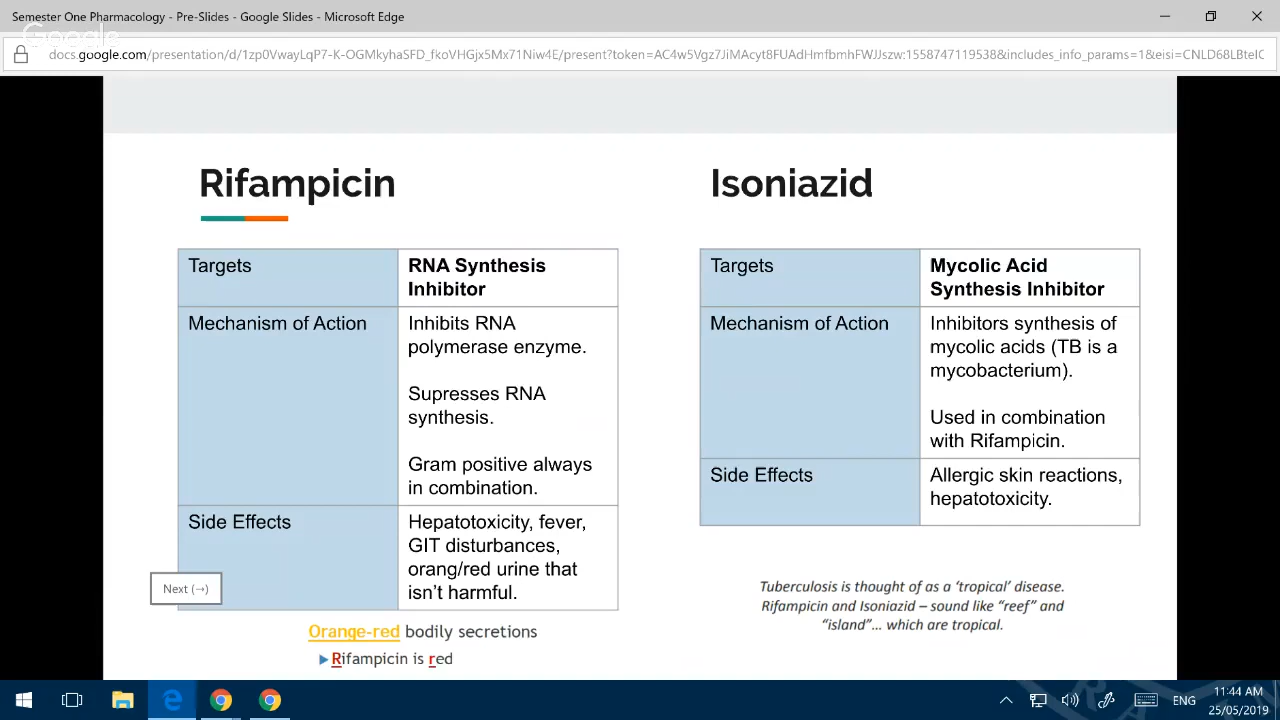 Semester One Pharmacology - Pre-Slides - Google Slides - Microsoft Edge
Google
docs.google.com/presentation/d/1zp0VwayLqP7-K-OGMkyhaSFD_fkoVHGjx5Mx71Niw4E/present?token=AC4w5Vgz7JiMAcyt8FUAdHmfbmhFWJJszw:1558747119538&includes_info_params=1&eisi=CNLD68LBteIC
Rifampicin
Targets
RNA Synthesis
Inhibitor
Mechanism of Action
Inhibits RNA
polymerase enzyme.
Supresses RNA
synthesis.
Gram positive always
in combination.
Side Effects
Hepatotoxicity, fever,
GIT disturbances,
orang/red urine that
isn't harmful.
Next (→)
Orange-red bodily secretions
Rifampicin is red
Isoniazid
Targets
Mycolic Acid
Synthesis Inhibitor
Mechanism of Action
Inhibitors synthesis of
mycolic acids (TB is a
mycobacterium).
Used in combination
with Rifampicin.
Side Effects
Allergic skin reactions,
hepatotoxicity.
Tuberculosis is thought of as a 'tropical' disease.
Rifampicin and Isoniazid – sound like "reef" and
"island"... which are tropical.
ENG
11:44 AM
25/05/2019